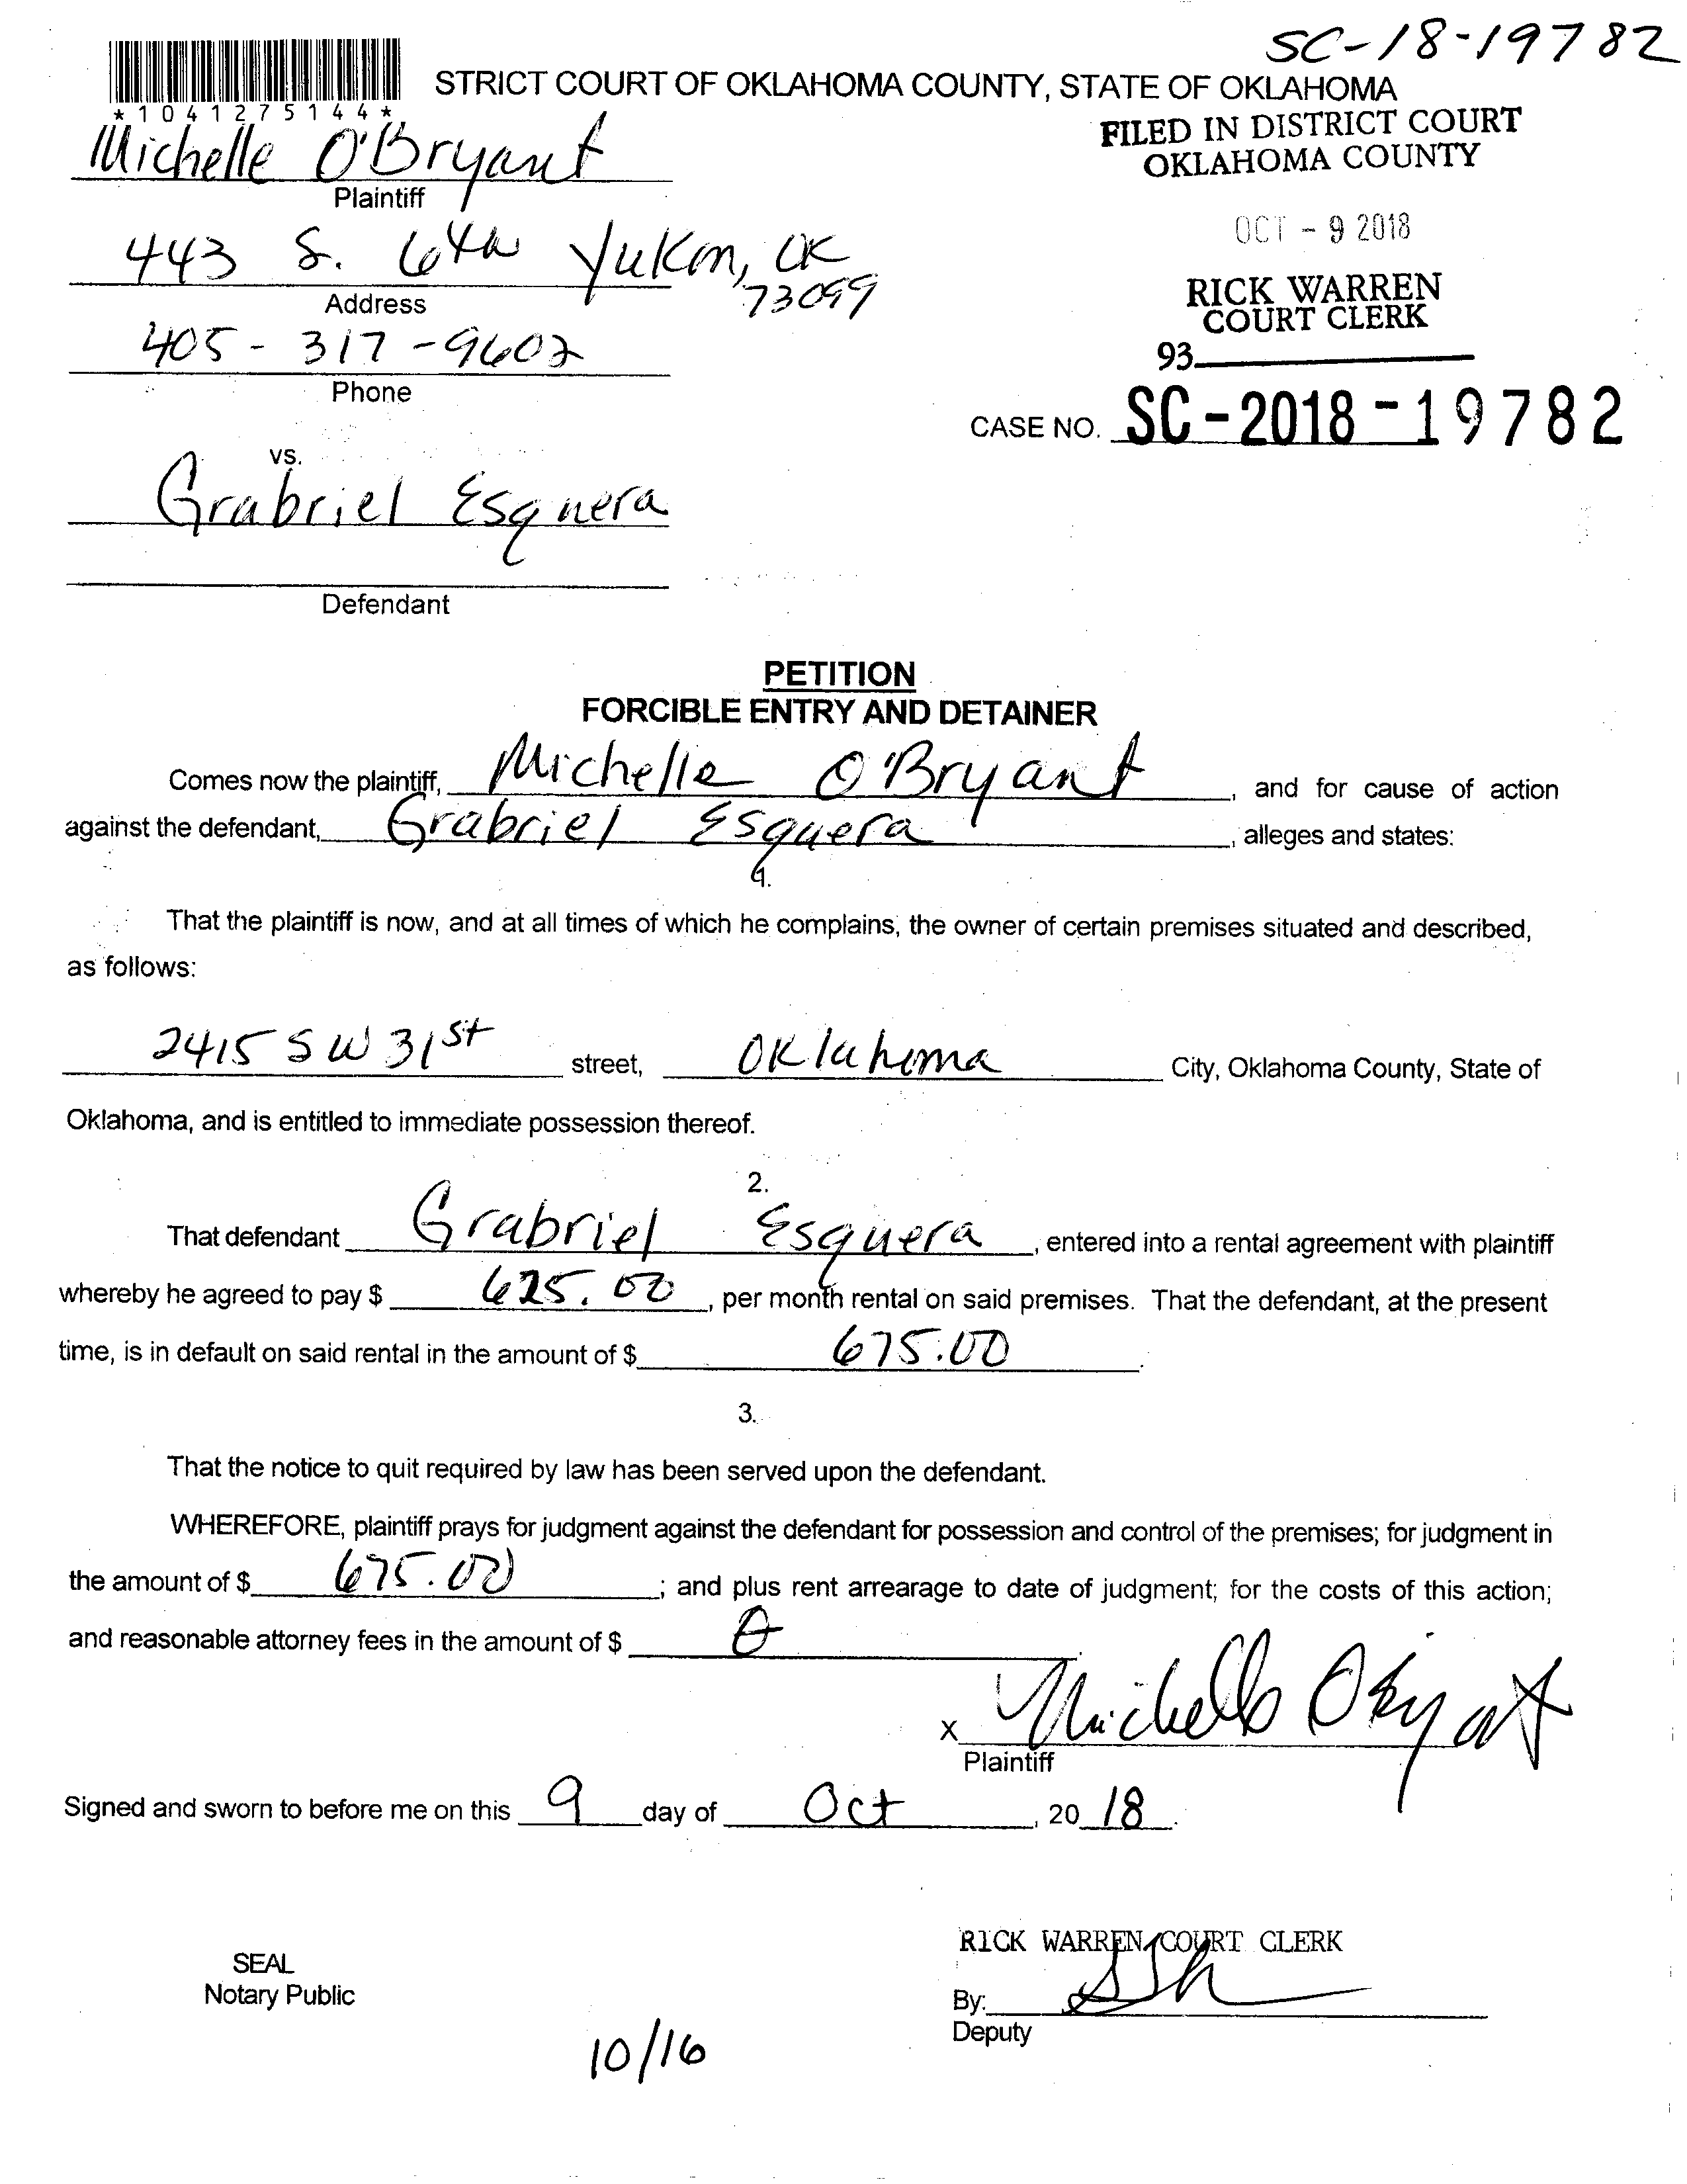 SC-18-19782
STRICT COURT OF OKLAHOMA COUNTY, STATE OF OKLAHOMA
*1041275144*
FILED IN DISTRICT COURT
OKLAHOMA COUNTY
Michelle O'Bryant
Plaintiff
OCT - 9 2018
443 S. 6th Yukon, OK
73099
Address
RICK WARREN
COURT CLERK
405-317-9602
93
Phone
CASE NO. SC-2018-19782
vs.
Grabriel Esquera
Defendant
PETITION
FORCIBLE ENTRY AND DETAINER
Comes now the plaintiff, Michelle O'Bryant, and for cause of action
against the defendant, Grabriel Esquera, alleges and states:
1.
That the plaintiff is now, and at all times of which he complains, the owner of certain premises situated and described,
as follows:
2415 SW 31st street, Oklahoma City, Oklahoma County, State of
Oklahoma, and is entitled to immediate possession thereof.
2.
That defendant Grabriel Esquera, entered into a rental agreement with plaintiff
whereby he agreed to pay $ 625.00, per month rental on said premises. That the defendant, at the present
time, is in default on said rental in the amount of $ 675.00.
3.
That the notice to quit required by law has been served upon the defendant.
WHEREFORE, plaintiff prays for judgment against the defendant for possession and control of the premises; for judgment in
the amount of $ 675.00; and plus rent arrearage to date of judgment; for the costs of this action;
and reasonable attorney fees in the amount of $ 0.
X Michelle O'Bryant
Plaintiff
Signed and sworn to before me on this 9 day of Oct, 20 18.
RICK WARREN, COURT CLERK
SEAL
Notary Public
By:
Deputy
10/16